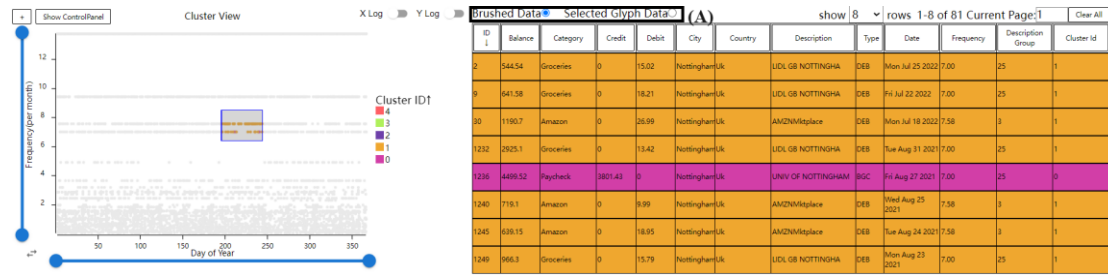 + Show ControlPanel Cluster View X Log Y Log Brushed Data Selected Glyph Data (A) show 8 rows 1-8 of 81 Current Page: 1 Clear All
ID ↓ Balance Category Credit Debit City Country Description Type Date Frequency Description Group Cluster Id
2 544.54 Groceries 0 15.02 Nottingham Uk LIDL GB NOTTINGHA DEB Mon Jul 25 2022 7.00 25 1
9 641.58 Groceries 0 18.21 Nottingham Uk LIDL GB NOTTINGHA DEB Fri Jul 22 2022 7.00 25 1
30 1190.7 Amazon 0 26.99 Nottingham Uk AMZNMktplace DEB Mon Jul 18 2022 7.58 3 1
1232 2925.1 Groceries 0 13.42 Nottingham Uk LIDL GB NOTTINGHA DEB Tue Aug 31 2021 7.00 25 1
1236 4499.52 Paycheck 3801.43 0 Nottingham Uk UNIV OF NOTTINGHAM BGC Fri Aug 27 2021 7.00 25 0
1240 719.1 Amazon 0 9.99 Nottingham Uk AMZNMktplace DEB Wed Aug 25 2021 7.58 3 1
1245 639.15 Amazon 0 18.95 Nottingham Uk AMZNMktplace DEB Tue Aug 24 2021 7.58 3 1
1249 966.3 Groceries 0 15.79 Nottingham Uk LIDL GB NOTTINGHA DEB Mon Aug 23 2021 7.00 25 1
Frequency(per month)
12
10
8
6
4
2
50 100 150 200 250 300 350
Day of Year
Cluster ID↑
4
3
2
1
0